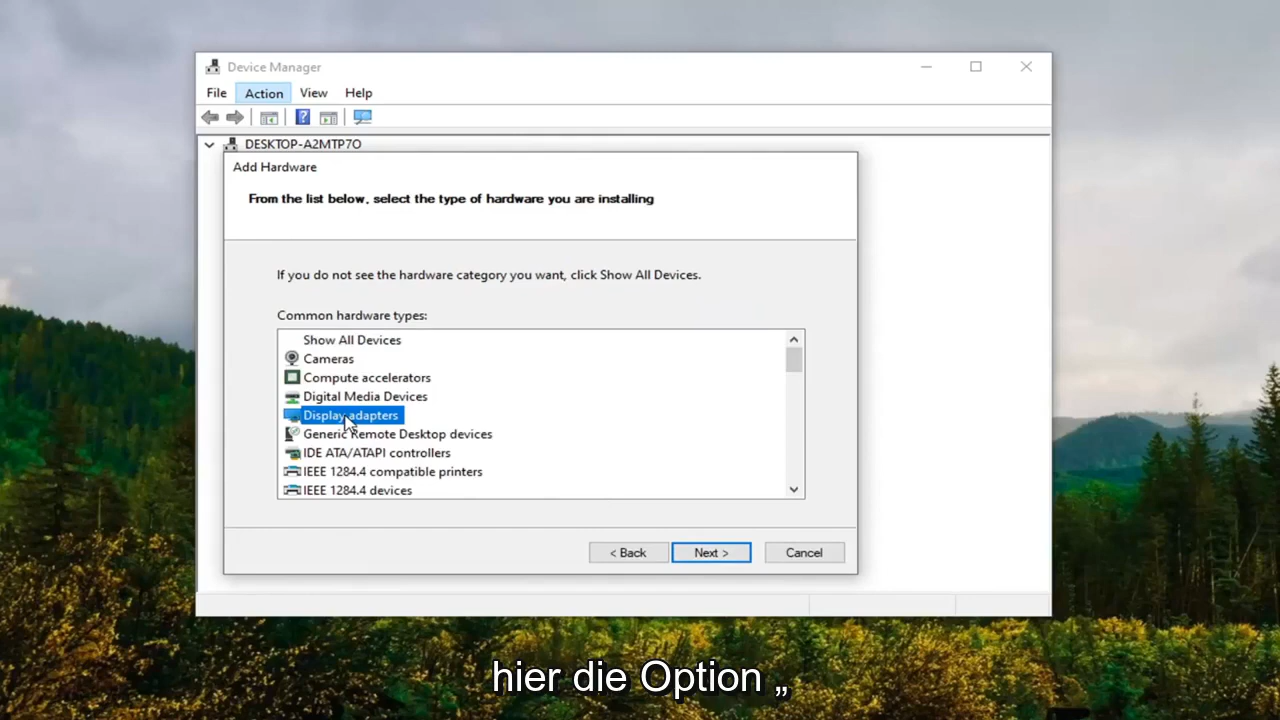 Device Manager
File Action View Help
DESKTOP-A2MTP7O
Add Hardware
From the list below, select the type of hardware you are installing
If you do not see the hardware category you want, click Show All Devices.
Common hardware types:
Show All Devices
Cameras
Compute accelerators
Digital Media Devices
Display adapters
Generic Remote Desktop devices
IDE ATA/ATAPI controllers
IEEE 1284.4 compatible printers
IEEE 1284.4 devices
< Back Next > Cancel
hier die Option „